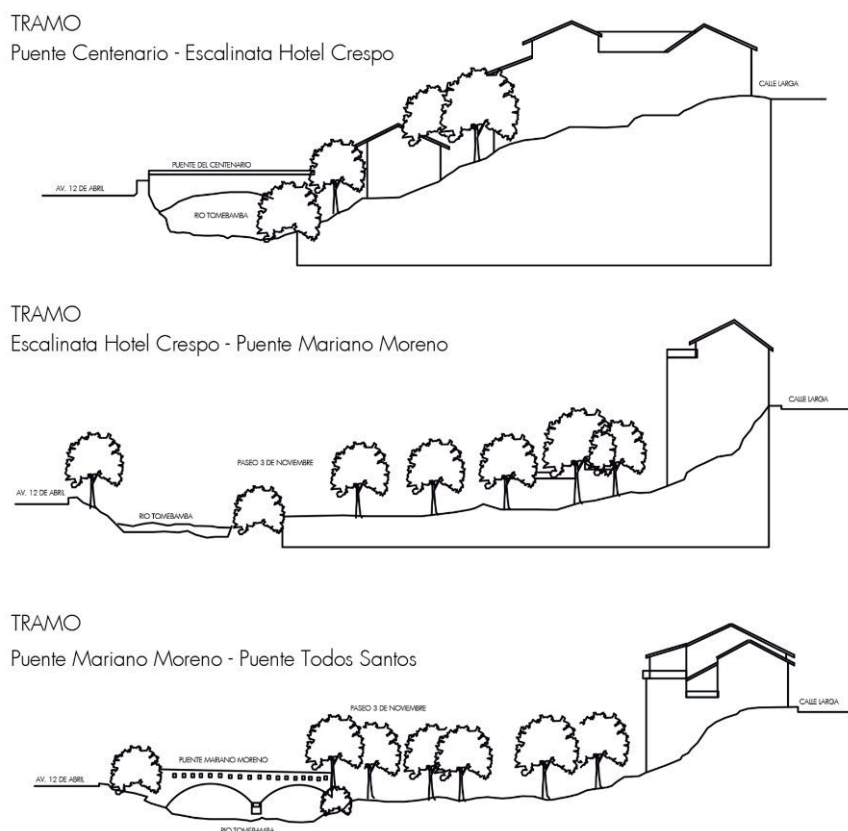 TRAMO
Puente Centenario - Escalinata Hotel Crespo
CALLE LARGA
PUENTE DEL CENTENARIO
AV. 12 DE ABRIL
RIO TOMEBAMBA
TRAMO
Escalinata Hotel Crespo - Puente Mariano Moreno
CALLE LARGA
PASEO 3 DE NOVIEMBRE
AV. 12 DE ABRIL
RIO TOMEBAMBA
TRAMO
Puente Mariano Moreno - Puente Todos Santos
CALLE LARGA
PASEO 3 DE NOVIEMBRE
PUENTE MARIANO MORENO
AV. 12 DE ABRIL
RIO TOMEBAMBA